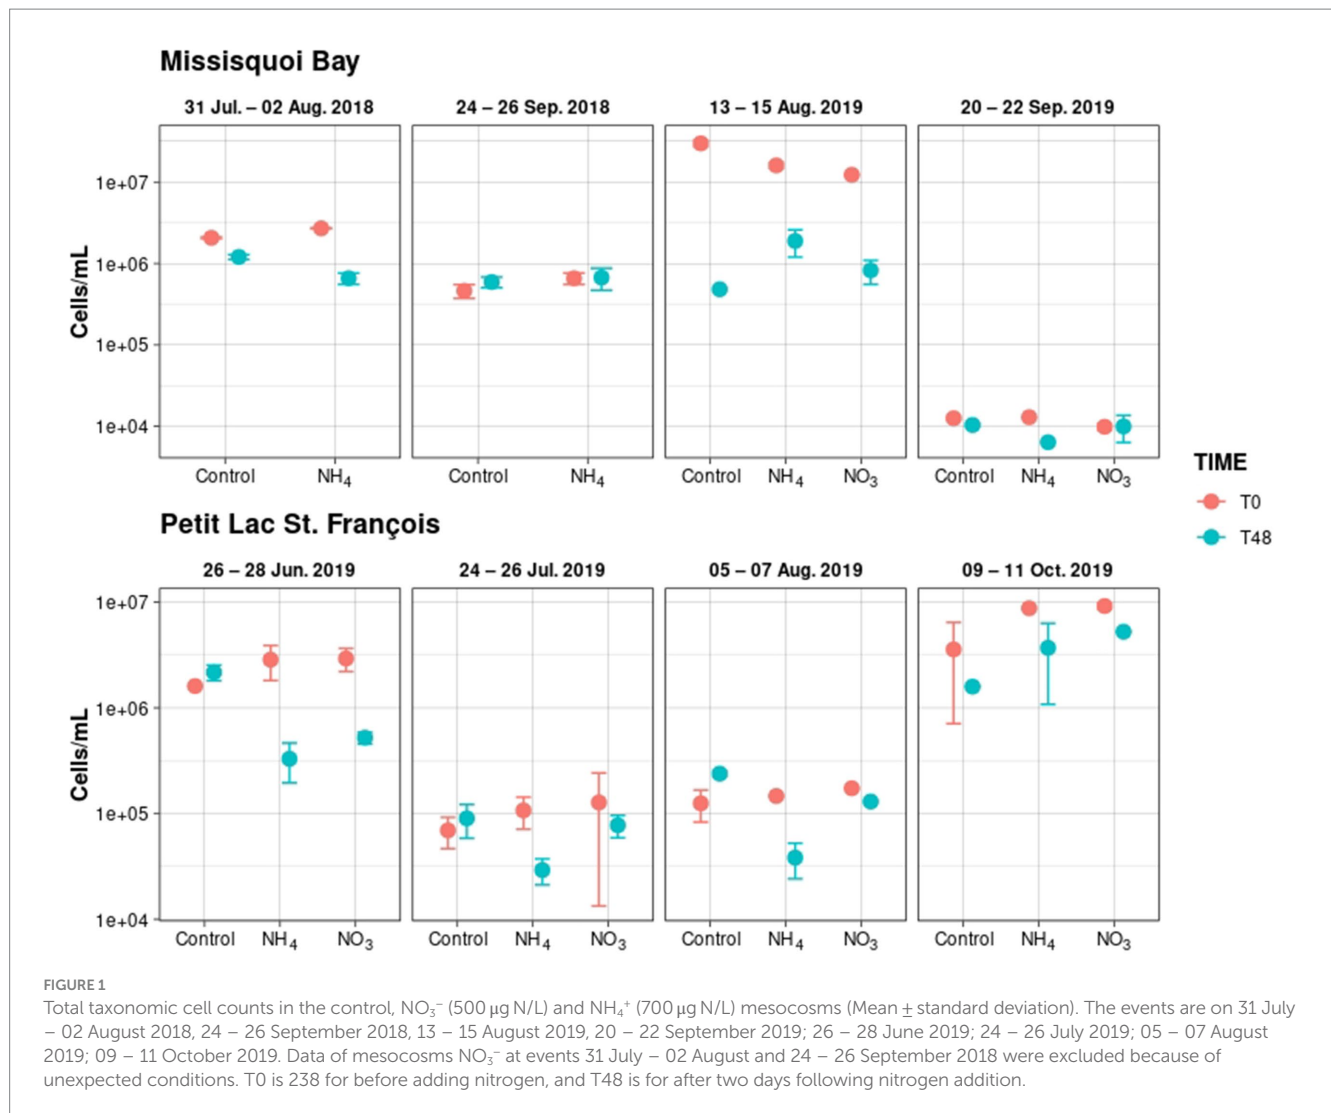 Missisquoi Bay
31 Jul. – 02 Aug. 2018
24 – 26 Sep. 2018
13 – 15 Aug. 2019
20 – 22 Sep. 2019
Cells/mL
1e+07
1e+06
1e+05
1e+04
Control NH₄
Control NH₄
Control NH₄ NO₃
Control NH₄ NO₃
TIME
T0
T48
Petit Lac St. François
26 – 28 Jun. 2019
24 – 26 Jul. 2019
05 – 07 Aug. 2019
09 – 11 Oct. 2019
Cells/mL
1e+07
1e+06
1e+05
1e+04
Control NH₄ NO₃
Control NH₄ NO₃
Control NH₄ NO₃
Control NH₄ NO₃
FIGURE 1
Total taxonomic cell counts in the control, NO₃⁻ (500 μg N/L) and NH₄⁺ (700 μg N/L) mesocosms (Mean ± standard deviation). The events are on 31 July
– 02 August 2018, 24 – 26 September 2018, 13 – 15 August 2019, 20 – 22 September 2019; 26 – 28 June 2019; 24 – 26 July 2019; 05 – 07 August
2019; 09 – 11 October 2019. Data of mesocosms NO₃⁻ at events 31 July – 02 August and 24 – 26 September 2018 were excluded because of
unexpected conditions. T0 is 238 for before adding nitrogen, and T48 is for after two days following nitrogen addition.